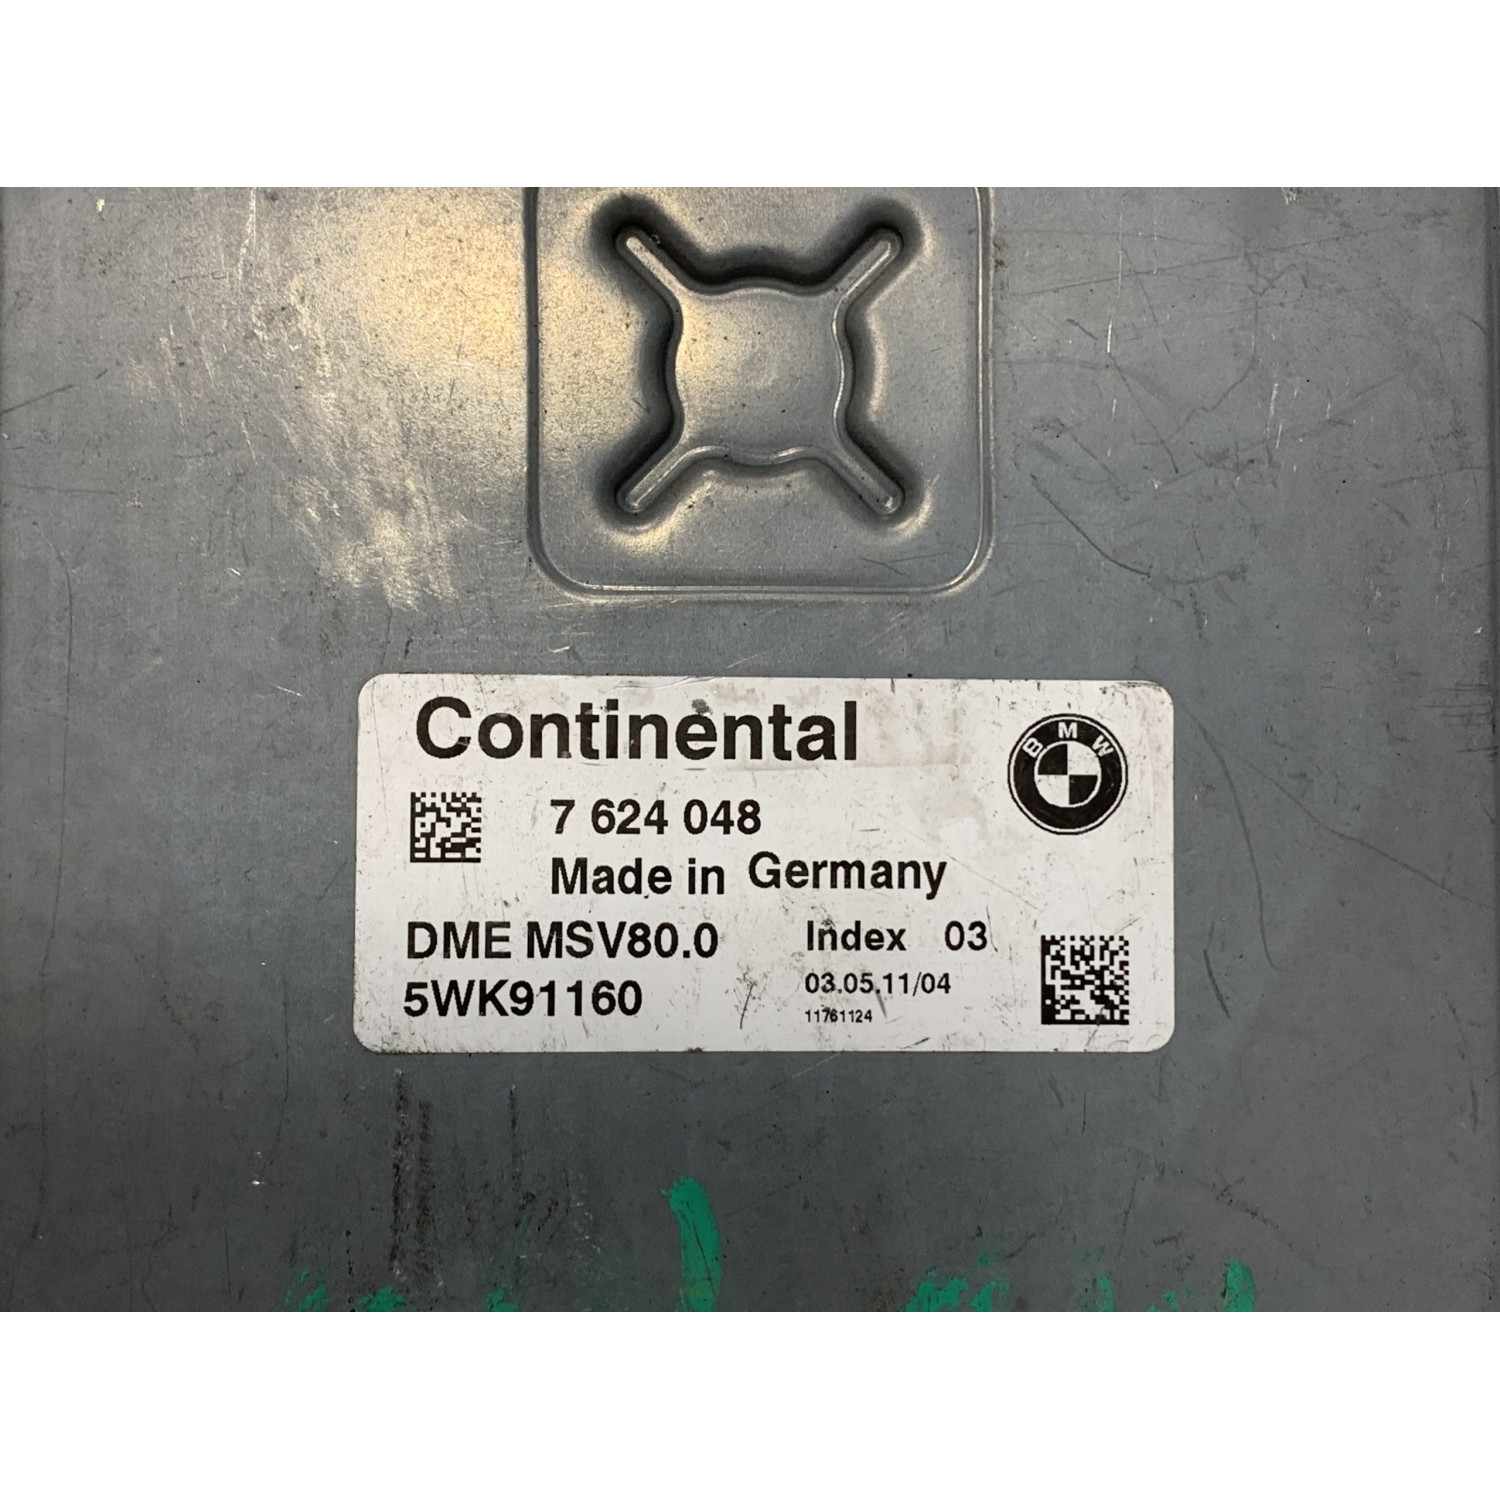 Continental
BMW
7 624 048
Made in Germany
DME MSV80.0 Index 03
5WK91160 03.05.11/04
11761124